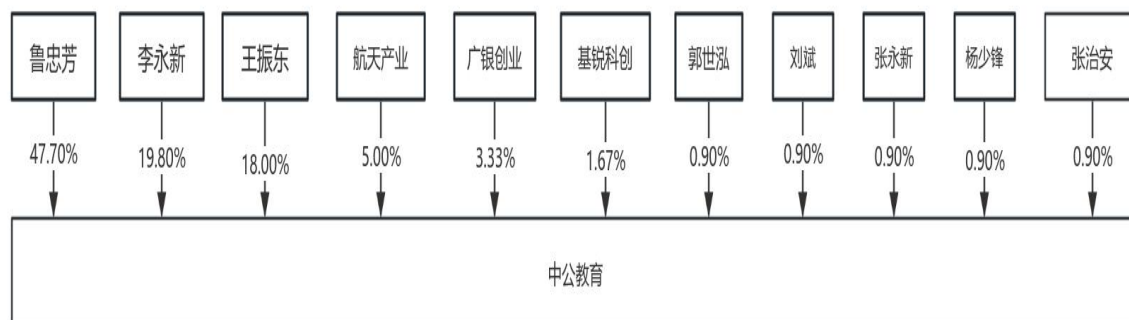 鲁忠芳
李永新
王振东
航天产业
广银创业
基锐科创
郭世泓
刘斌
张永新
杨少锋
张治安
47.70%
19.80%
18.00%
5.00%
3.33%
1.67%
0.90%
0.90%
0.90%
0.90%
0.90%
中公教育